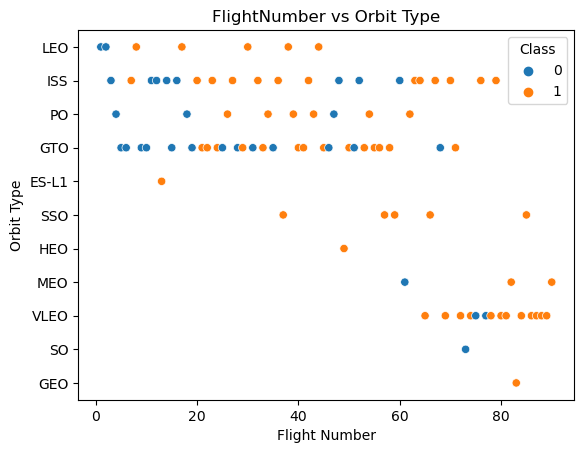 FlightNumber vs Orbit Type
Class
0
1
Orbit Type
LEO
ISS
PO
GTO
ES-L1
SSO
HEO
MEO
VLEO
SO
GEO
0 20 40 60 80
Flight Number